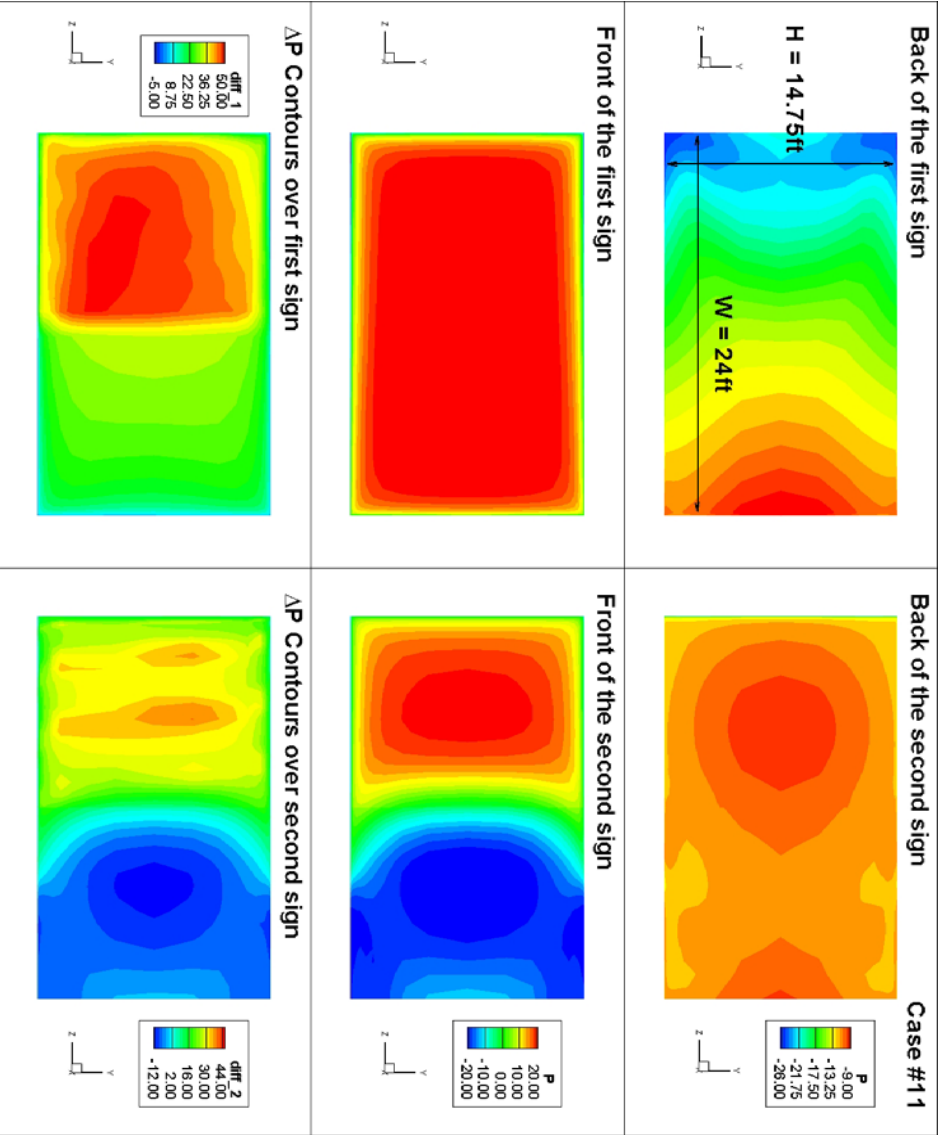 Back of the first sign
H = 14.75ft
W = 24ft
Z
Y
Back of the second sign
Case #11
P
-9.00
-13.25
-17.50
-21.75
-26.00
Z
Y
X
Front of the first sign
Z
Y
Front of the second sign
P
20.00
10.00
0.00
-10.00
-20.00
Z
Y
ΔP Contours over first sign
diff_1
50.00
36.25
22.50
8.75
-5.00
Z
Y
X
ΔP Contours over second sign
diff_2
44.00
30.00
16.00
2.00
-12.00
Z
Y
X